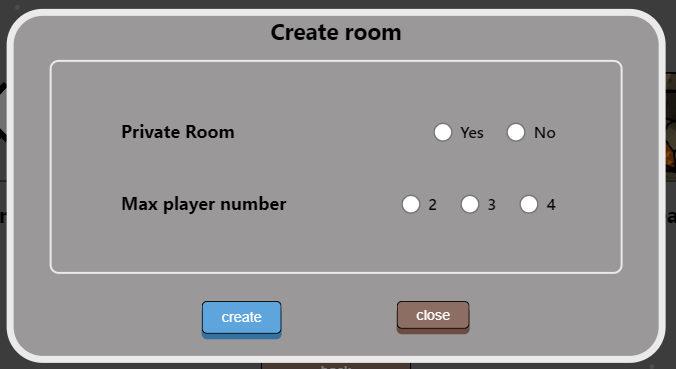 Create room
Private Room Yes No
Max player number 2 3 4
create close